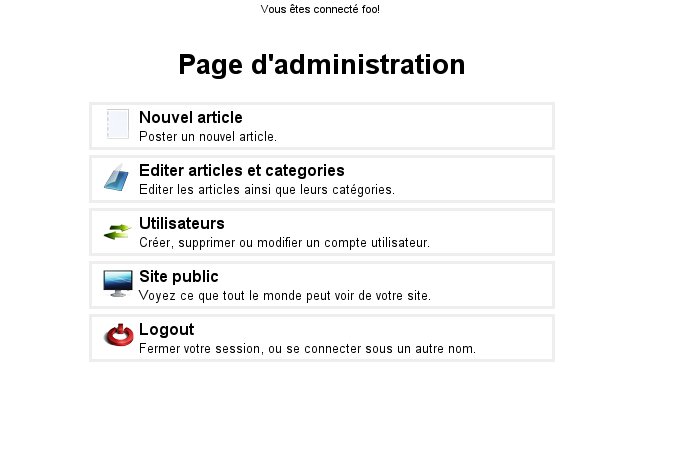 Vous êtes connecté foo!
Page d'administration
Nouvel article
Poster un nouvel article.
Editer articles et categories
Editer les articles ainsi que leurs catégories.
Utilisateurs
Créer, supprimer ou modifier un compte utilisateur.
Site public
Voyez ce que tout le monde peut voir de votre site.
Logout
Fermer votre session, ou se connecter sous un autre nom.